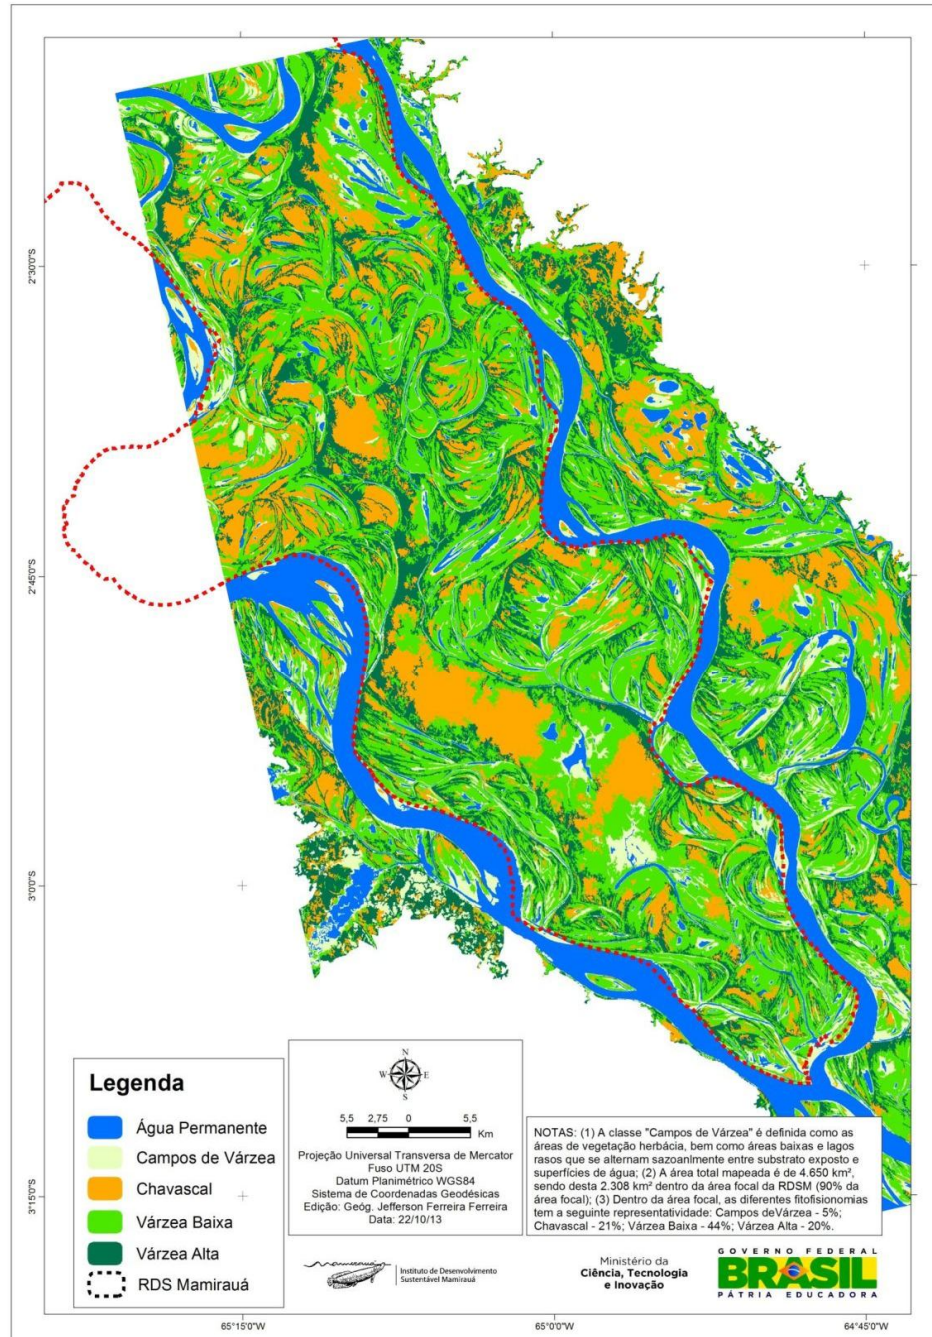 2°30'0"S
2°45'0"S
3°0'0"S
3°15'0"S
Legenda
Água Permanente
Campos de Várzea
Chavascal
Várzea Baixa
Várzea Alta
RDS Mamirauá
N
W E
S
5,5 2,75 0 5,5
Km
Projeção Universal Transversa de Mercator
Fuso UTM 20S
Datum Planimétrico WGS84
Sistema de Coordenadas Geodésicas
Edição: Geóg. Jefferson Ferreira Ferreira
Data: 22/10/13
NOTAS: (1) A classe "Campos de Várzea" é definida como as
áreas de vegetação herbácia, bem como áreas baixas e lagos
rasos que se alternam sazoanlmente entre substrato exposto e
superfícies de água; (2) A área total mapeada é de 4.650 km²,
sendo desta 2.308 km² dentro da área focal da RDSM (90% da
área focal); (3) Dentro da área focal, as diferentes fitofisionomias
tem a seguinte representatividade: Campos deVárzea - 5%;
Chavascal - 21%; Várzea Baixa - 44%; Várzea Alta - 20%.
Mamirauá
Instituto de Desenvolvimento
Sustentável Mamirauá
Ministério da
Ciência, Tecnologia
e Inovação
GOVERNO FEDERAL
BRASIL
PÁTRIA EDUCADORA
65°15'0"W
65°0'0"W
64°45'0"W